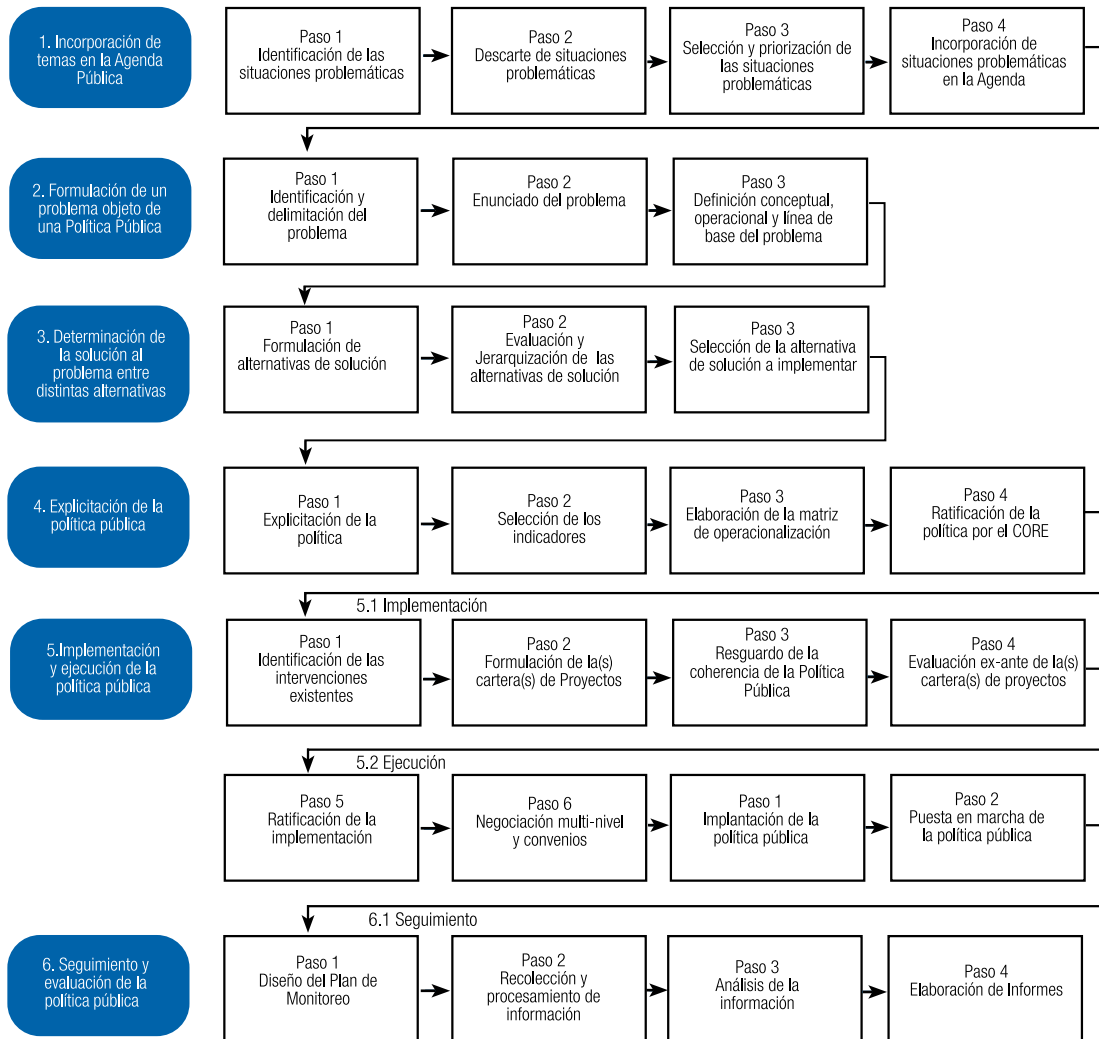 1. Incorporación de
temas en la Agenda
Pública
Paso 1
Identificación de las
situaciones problemáticas
Paso 2
Descarte de situaciones
problemáticas
Paso 3
Selección y priorización de
las situaciones
problemáticas
Paso 4
Incorporación de
situaciones problemáticas
en la Agenda
2. Formulación de un
problema objeto de
una Política Pública
Paso 1
Identificación y
delimitación del
problema
Paso 2
Enunciado del problema
Paso 3
Definición conceptual,
operacional y línea de
base del problema
3. Determinación de
la solución al
problema entre
distintas alternativas
Paso 1
Formulación de
alternativas de solución
Paso 2
Evaluación y
Jerarquización de las
alternativas de solución
Paso 3
Selección de la alternativa
de solución a implementar
4. Explicitación de la
política pública
Paso 1
Explicitación de la
política
Paso 2
Selección de los
indicadores
Paso 3
Elaboración de la matriz
de operacionalización
Paso 4
Ratificación de la
política por el CORE
5.1 Implementación
5.Implementación
y ejecución de la
política pública
Paso 1
Identificación de las
intervenciones
existentes
Paso 2
Formulación de la(s)
cartera(s) de Proyectos
Paso 3
Resguardo de la
coherencia de la Política
Pública
Paso 4
Evaluación ex-ante de la(s)
cartera(s) de proyectos
5.2 Ejecución
Paso 5
Ratificación de la
implementación
Paso 6
Negociación multi-nivel
y convenios
Paso 1
Implantación de la
política pública
Paso 2
Puesta en marcha de
la política pública
6.1 Seguimiento
6. Seguimiento y
evaluación de la
política pública
Paso 1
Diseño del Plan de
Monitoreo
Paso 2
Recolección y
procesamiento de
información
Paso 3
Análisis de la
información
Paso 4
Elaboración de Informes